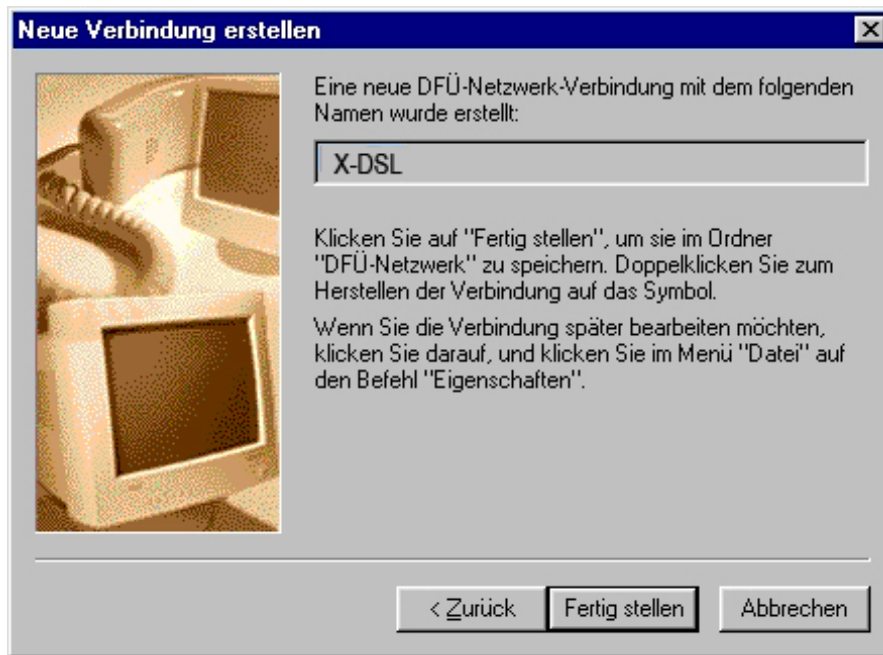 Neue Verbindung erstellen
Eine neue DFÜ-Netzwerk-Verbindung mit dem folgenden
Namen wurde erstellt:
X-DSL
Klicken Sie auf "Fertig stellen", um sie im Ordner
"DFÜ-Netzwerk" zu speichern. Doppelklicken Sie zum
Herstellen der Verbindung auf das Symbol.
Wenn Sie die Verbindung später bearbeiten möchten,
klicken Sie darauf, und klicken Sie im Menü "Datei" auf
den Befehl "Eigenschaften".
< Zurück Fertig stellen Abbrechen